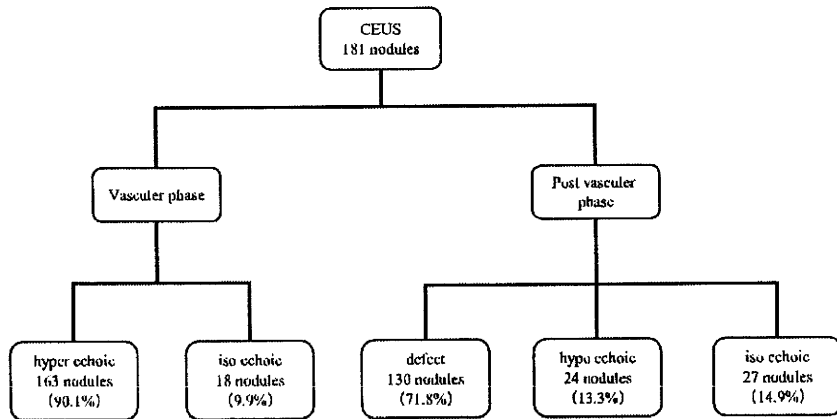 CEUS
181 nodules
Vasculer phase
Post vasculer
phase
hyper echoic
163 nodules
(90.1%)
iso echoic
18 nodules
(9.9%)
defect
130 nodules
(71.8%)
hypo echoic
24 nodules
(13.3%)
iso echoic
27 nodules
(14.9%)